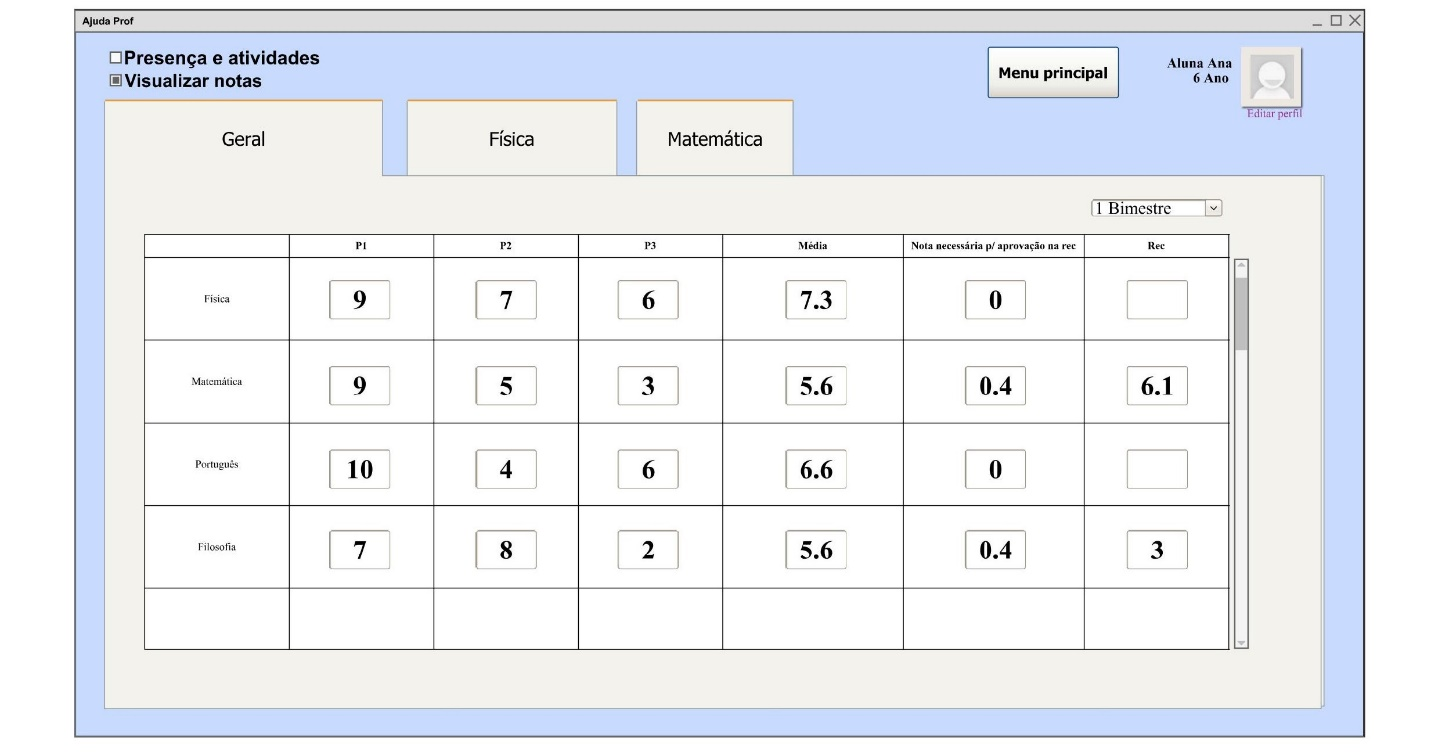 Ajuda Prof
Presença e atividades
Visualizar notas
Menu principal
Aluna Ana
6 Ano
Editar perfil
Geral
Física
Matemática
1 Bimestre
P1 P2 P3 Média Nota necessária p/ aprovação na rec Rec
Física 9 7 6 7.3 0
Matemática 9 5 3 5.6 0.4 6.1
Português 10 4 6 6.6 0
Filosofia 7 8 2 5.6 0.4 3